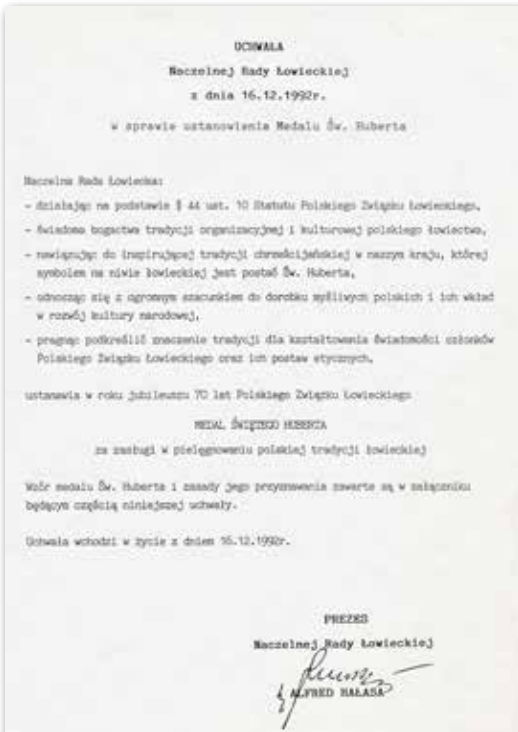 UCHWAŁA
Naczelnej Rady Łowieckiej
z dnia 16.12.1992r.
w sprawie ustanowienia Medalu Św. Huberta
Naczelna Rada Łowiecka:
- działając na podstawie § 44 ust. 10 Statutu Polskiego Związku Łowieckiego,
- świadoma bogactwa tradycji organizacyjnej i kulturowej polskiego łowiectwa,
- nawiązując do inspirującej tradycji chrześcijańskiej w naszym kraju, której
symbolem na niwie łowieckiej jest postać Św. Huberta,
- odnosząc się z ogromnym szacunkiem do dorobku myśliwych polskich i ich wkład
w rozwój kultury narodowej,
- pragnąc podkreślić znaczenie tradycji dla kształtowania świadomości członków
Polskiego Związku Łowieckiego oraz ich postaw etycznych,
ustanawia w roku jubileuszu 70 lat Polskiego Związku Łowieckiego
MEDAL ŚWIĘTEGO HUBERTA
za zasługi w pielęgnowaniu polskiej tradycji łowieckiej
Wzór medalu Św. Huberta i zasady jego przyznawania zawarte są w załączniku
będącym częścią niniejszej uchwały.
Uchwała wchodzi w życie z dniem 16.12.1992r.
PREZES
Naczelnej Rady Łowieckiej
ALFRED HAŁASA